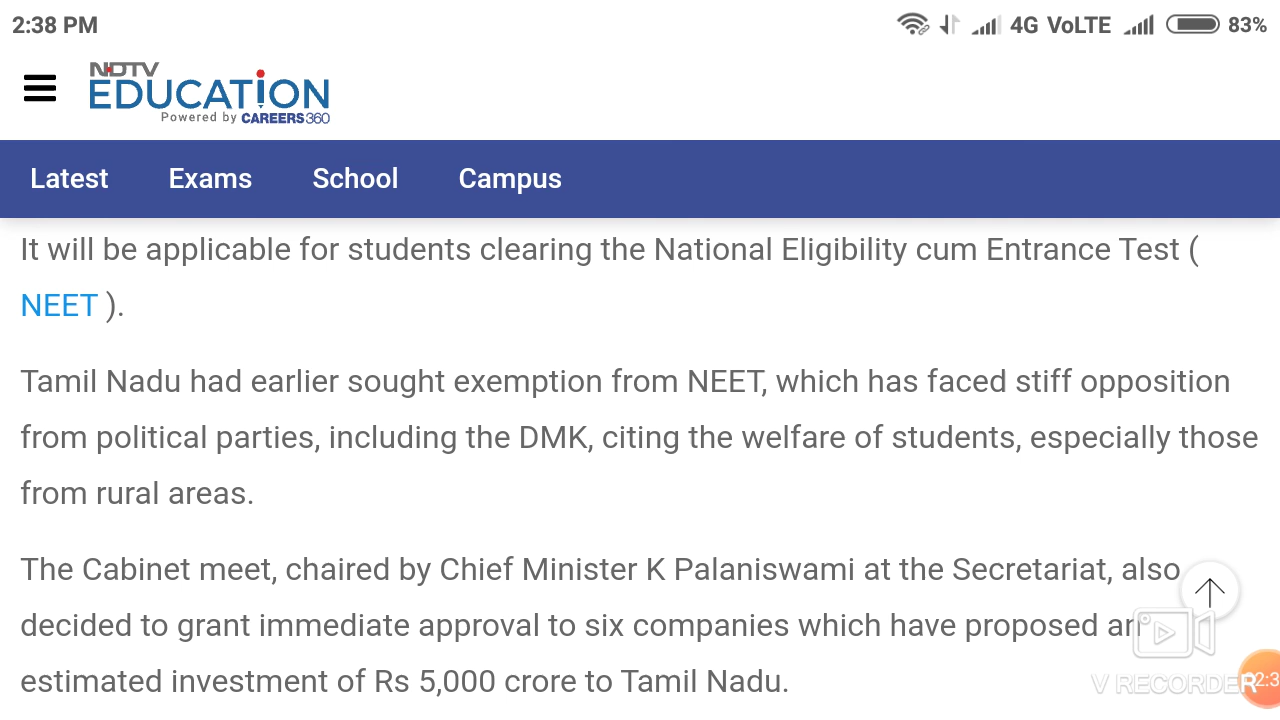 2:38 PM 4G VoLTE 83%
NDTV
EDUCATION
Powered by CAREERS360
Latest Exams School Campus
It will be applicable for students clearing the National Eligibility cum Entrance Test (
NEET ).
Tamil Nadu had earlier sought exemption from NEET, which has faced stiff opposition
from political parties, including the DMK, citing the welfare of students, especially those
from rural areas.
The Cabinet meet, chaired by Chief Minister K Palaniswami at the Secretariat, also
decided to grant immediate approval to six companies which have proposed an
estimated investment of Rs 5,000 crore to Tamil Nadu.
V RECORDER